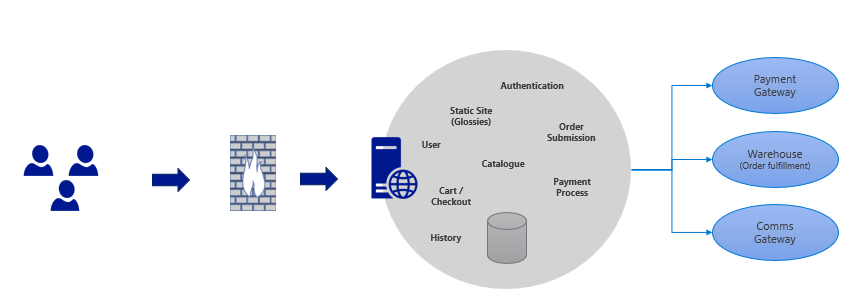 Authentication
Static Site
(Glossies)
Order
Submission
User
Catalogue
Payment
Process
Cart /
Checkout
History
Payment
Gateway
Warehouse
(Order fulfillment)
Comms
Gateway